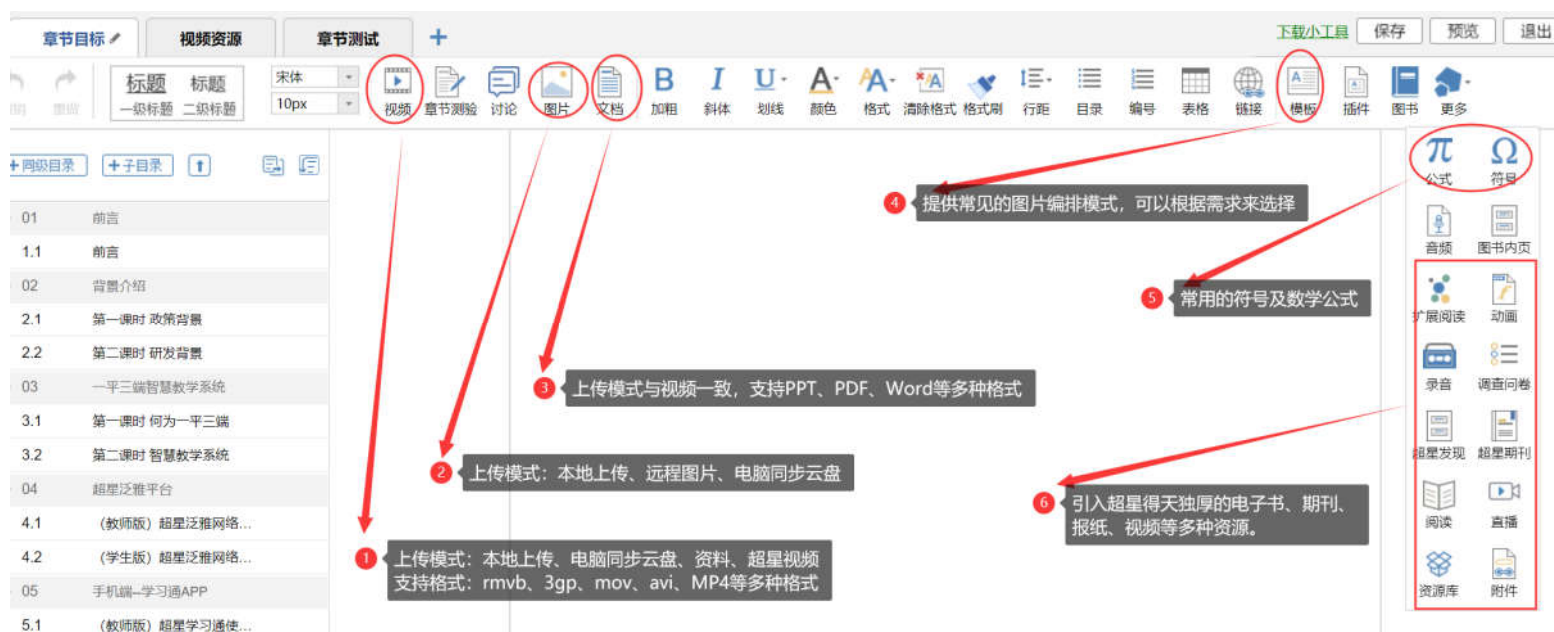 章节目标
视频资源
章节测试
+
下载小工具
保存
预览
退出
标题 标题
一级标题 二级标题
宋体
10px
视频
章节测验
讨论
图片
文档
B
加粗
I
斜体
U
划线
A
颜色
AA
格式
清除格式
格式刷
行距
目录
编号
表格
链接
模板
插件
图书
更多
+同级目录
+子目录
01 前言
1.1 前言
02 背景介绍
2.1 第一课时 政策背景
2.2 第二课时 研发背景
03 一平三端智慧教学系统
3.1 第一课时 何为一平三端
3.2 第二课时 智慧教学系统
04 超星泛雅平台
4.1 （教师版）超星泛雅网络...
4.2 （学生版）超星泛雅网络...
05 手机端--学习通APP
5.1 （教师版）超星学习通使...
4 提供常见的图片编排模式，可以根据需求来选择
5 常用的符号及数学公式
3 上传模式与视频一致，支持PPT、PDF、Word等多种格式
2 上传模式：本地上传、远程图片、电脑同步云盘
6 引入超星得天独厚的电子书、期刊、
报纸、视频等多种资源。
1 上传模式：本地上传、电脑同步云盘、资料、超星视频
支持格式：rmvb、3gp、mov、avi、MP4等多种格式
π Ω
公式 符号
音频 图书内页
扩展阅读 动画
录音 调查问卷
超星发现 超星期刊
阅读 直播
资源库 附件